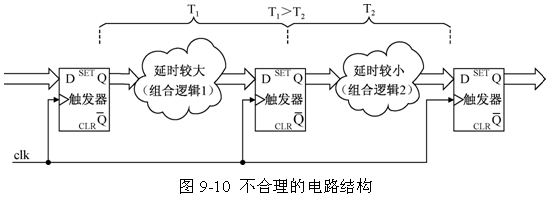 T₁ T₁>T₂ T₂
延时较大 延时较小
(组合逻辑1) (组合逻辑2)
D SET Q D SET Q D SET Q
触发器 触发器 触发器
CLR Q̅ CLR Q̅ CLR Q̅
clk
图 9-10 不合理的电路结构